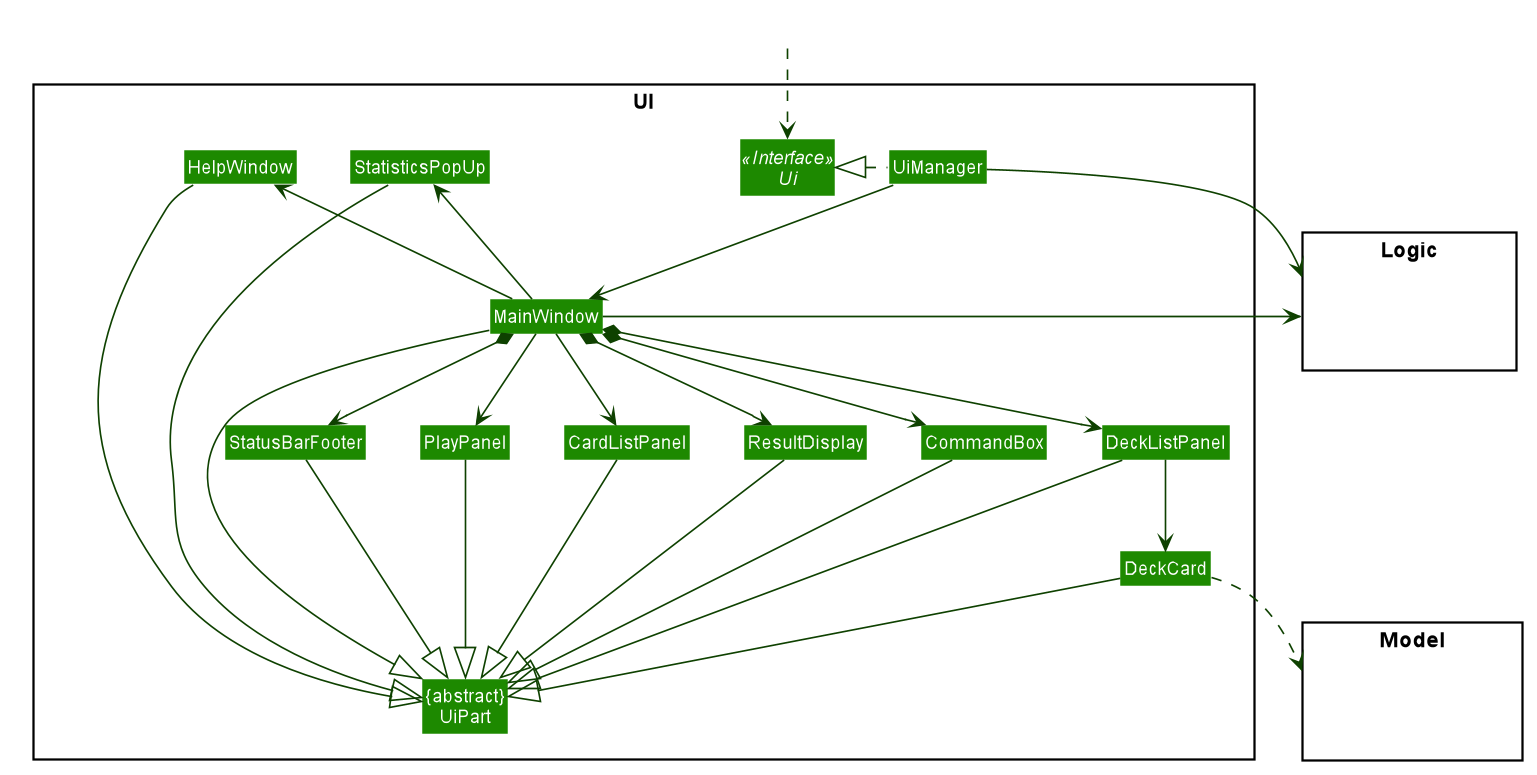 UI
HelpWindow
StatisticsPopUp
«Interface»
Ui
UiManager
Logic
MainWindow
StatusBarFooter
PlayPanel
CardListPanel
ResultDisplay
CommandBox
DeckListPanel
DeckCard
Model
{abstract}
UiPart